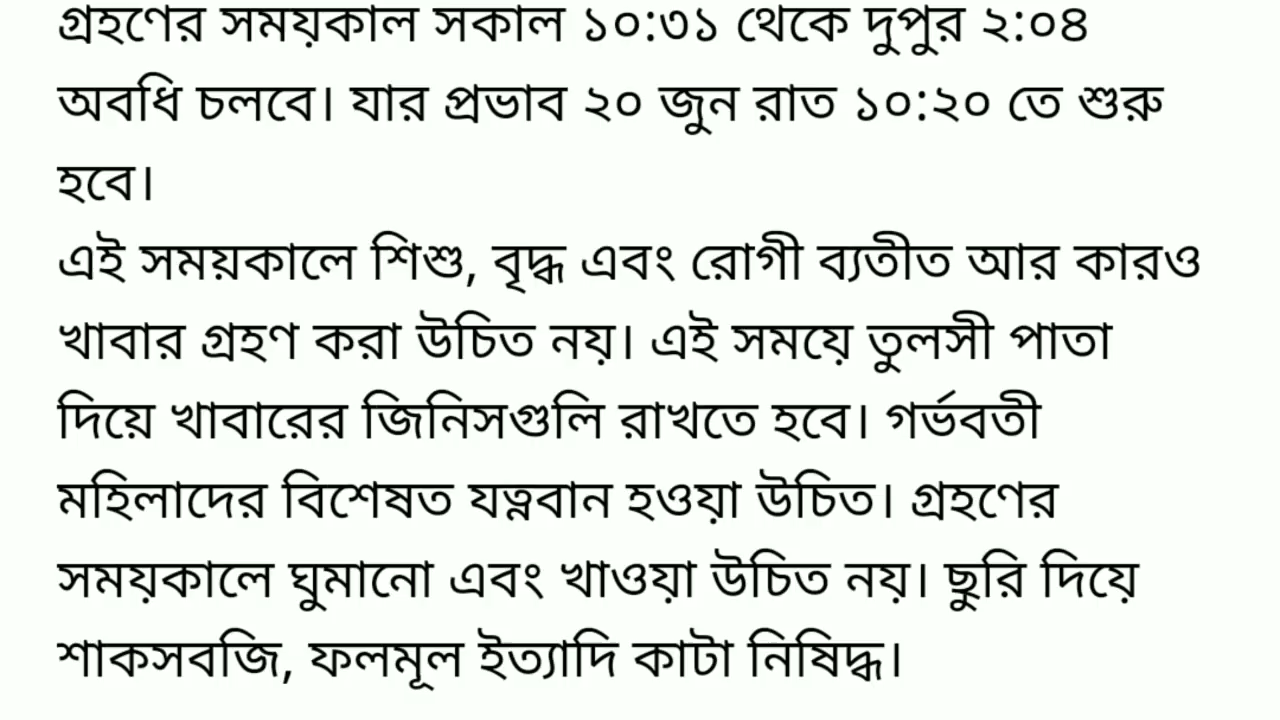 গ্রহণের সময়কাল সকাল ১০:৩১ থেকে দুপুর ২:০৪
অবধি চলবে। যার প্রভাব ২০ জুন রাত ১০:২০ তে শুরু
হবে।
এই সময়কালে শিশু, বৃদ্ধ এবং রোগী ব্যতীত আর কারও
খাবার গ্রহণ করা উচিত নয়। এই সময়ে তুলসী পাতা
দিয়ে খাবারের জিনিসগুলি রাখতে হবে। গর্ভবতী
মহিলাদের বিশেষত যত্নবান হওয়া উচিত। গ্রহণের
সময়কালে ঘুমানো এবং খাওয়া উচিত নয়। ছুরি দিয়ে
শাকসবজি, ফলমূল ইত্যাদি কাটা নিষিদ্ধ।